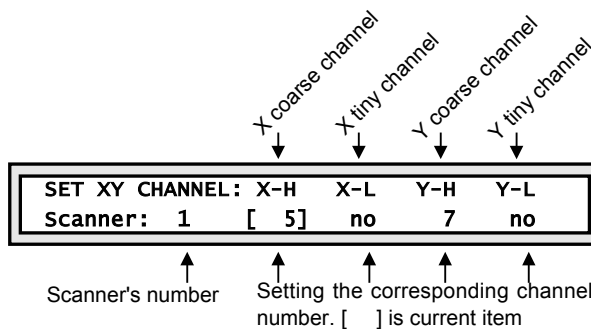 X coarse channel
X tiny channel
Y coarse channel
Y tiny channel
SET XY CHANNEL: X-H X-L Y-H Y-L
Scanner: 1 [ 5] no 7 no
Scanner's number
Setting the corresponding channel
number. [ ] is current item